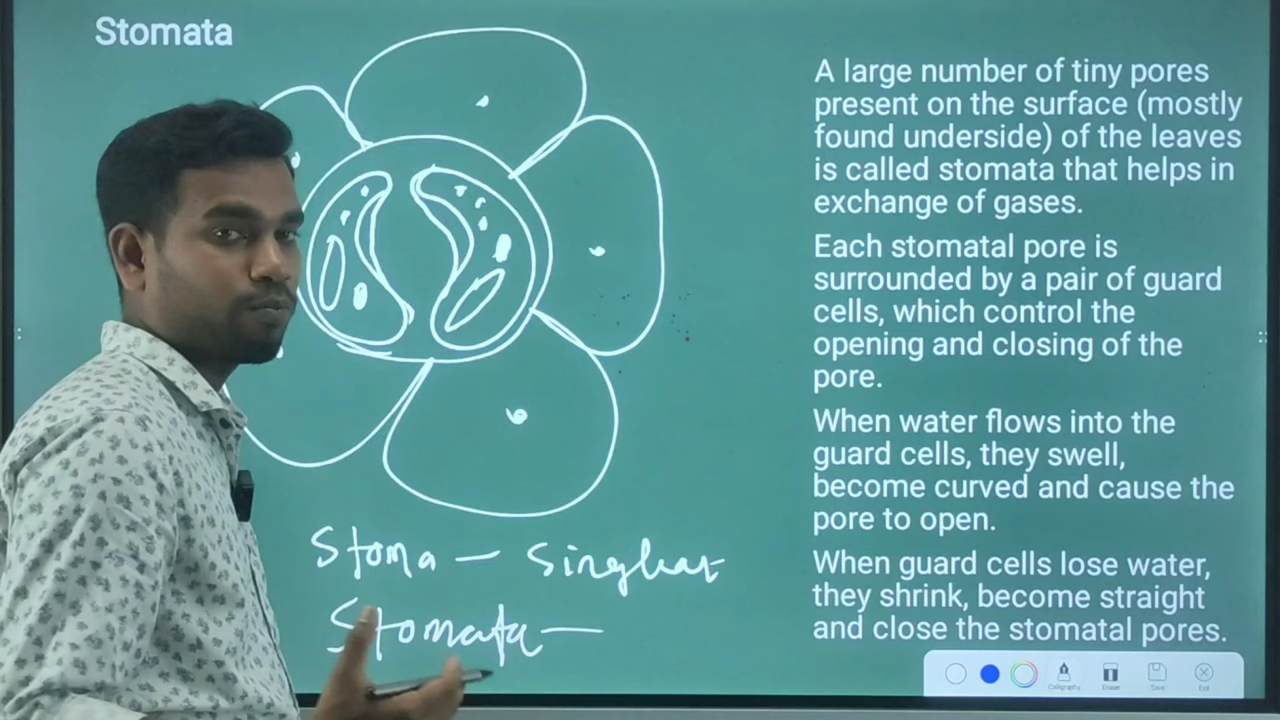 Stomata
A large number of tiny pores
present on the surface (mostly
found underside) of the leaves
is called stomata that helps in
exchange of gases.
Each stomatal pore is
surrounded by a pair of guard
cells, which control the
opening and closing of the
pore.
When water flows into the
guard cells, they swell,
become curved and cause the
pore to open.
When guard cells lose water,
they shrink, become straight
and close the stomatal pores.
Stoma —
Stomata —
Calligraphy Eraser Save Exit